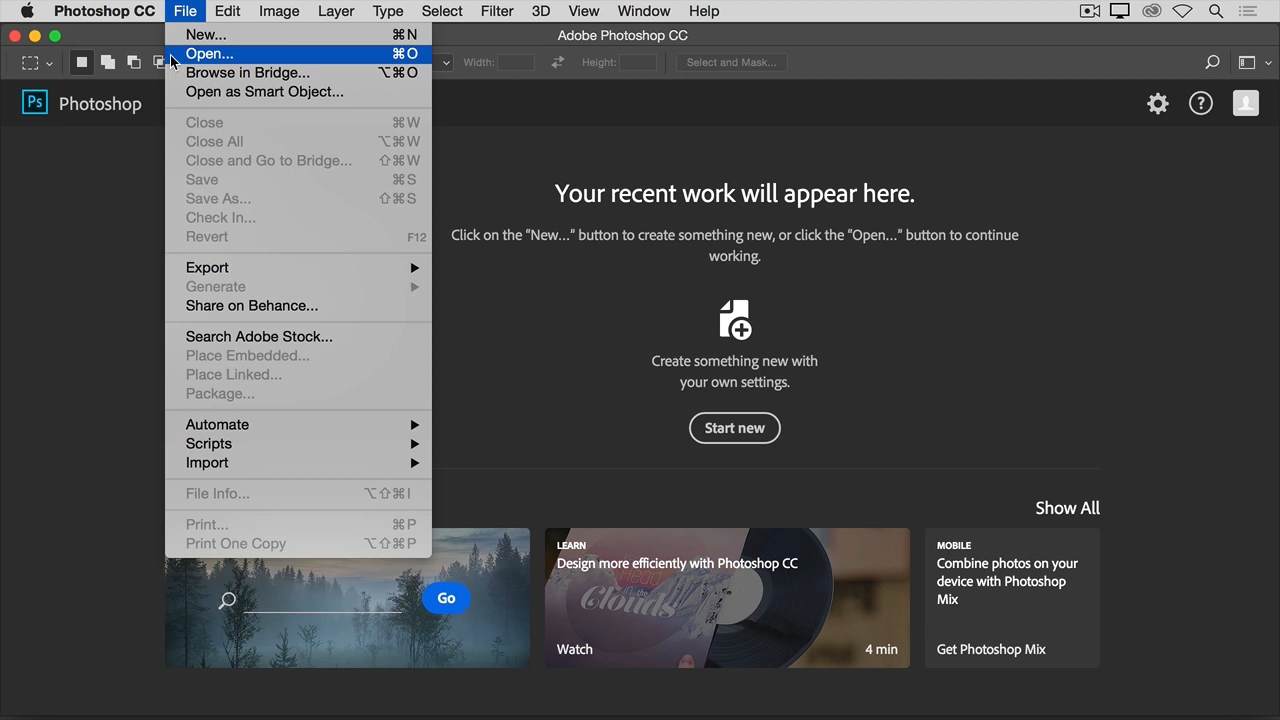 Photoshop CC File Edit Image Layer Type Select Filter 3D View Window Help
Adobe Photoshop CC
New... ⌘N
Open... ⌘O
Browse in Bridge... ⌥⌘O
Open as Smart Object...
Close ⌘W
Close All ⌥⌘W
Close and Go to Bridge... ⇧⌘W
Save ⌘S
Save As... ⇧⌘S
Check In...
Revert F12
Export
Generate
Share on Behance...
Search Adobe Stock...
Place Embedded...
Place Linked...
Package...
Automate
Scripts
Import
File Info... ⌥⇧⌘I
Print... ⌘P
Print One Copy ⌥⇧⌘P
Width: Height: Select and Mask...
Ps Photoshop
Your recent work will appear here.
Click on the “New...” button to create something new, or click the “Open...” button to continue
working.
Create something new with
your own settings.
Start new
Show All
Go
LEARN
Design more efficiently with Photoshop CC
Hello
in the
Clouds
Watch 4 min
MOBILE
Combine photos on your
device with Photoshop
Mix
Get Photoshop Mix